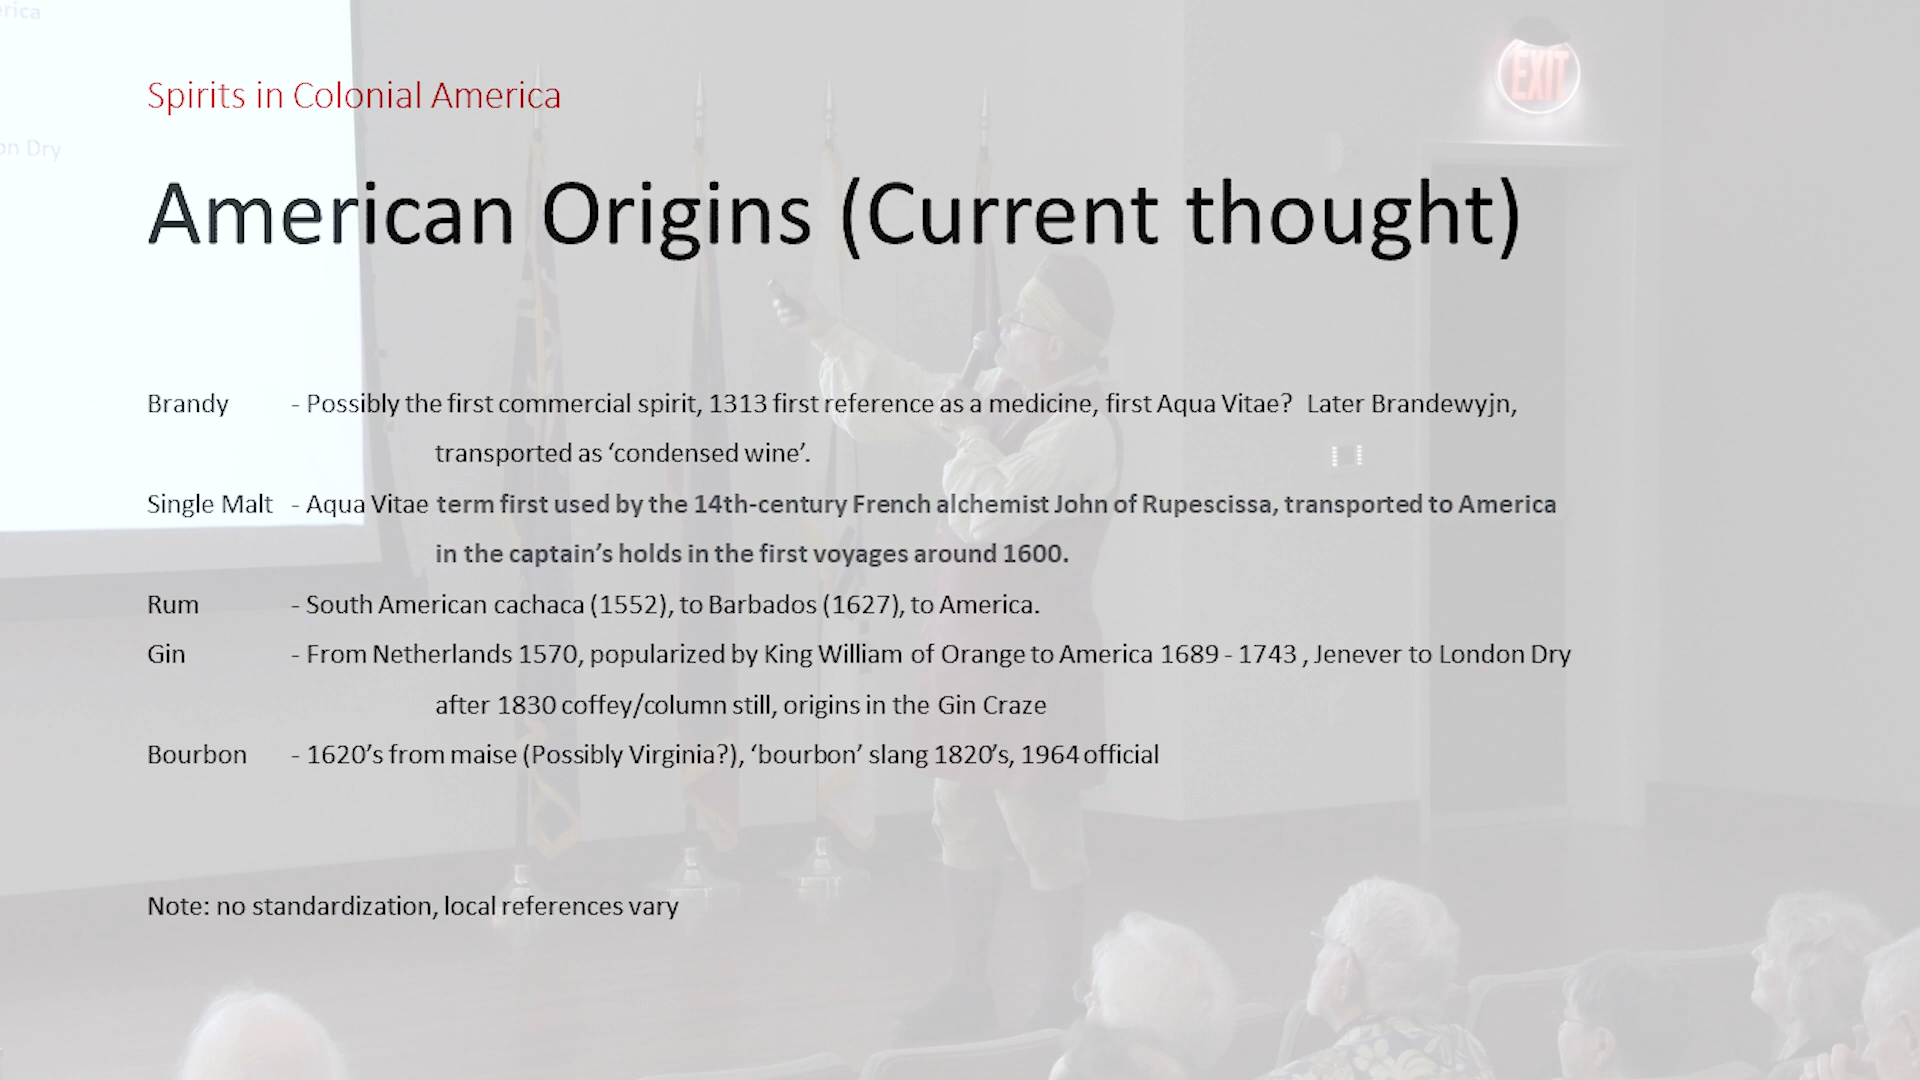 erica
on Dry
EXIT
Spirits in Colonial America
American Origins (Current thought)
Brandy - Possibly the first commercial spirit, 1313 first reference as a medicine, first Aqua Vitae? Later Brandewyjn,
transported as ‘condensed wine’.
Single Malt - Aqua Vitae term first used by the 14th-century French alchemist John of Rupescissa, transported to America
in the captain’s holds in the first voyages around 1600.
Rum - South American cachaca (1552), to Barbados (1627), to America.
Gin - From Netherlands 1570, popularized by King William of Orange to America 1689 - 1743 , Jenever to London Dry
after 1830 coffey/column still, origins in the Gin Craze
Bourbon - 1620’s from maise (Possibly Virginia?), ‘bourbon’ slang 1820’s, 1964 official
Note: no standardization, local references vary